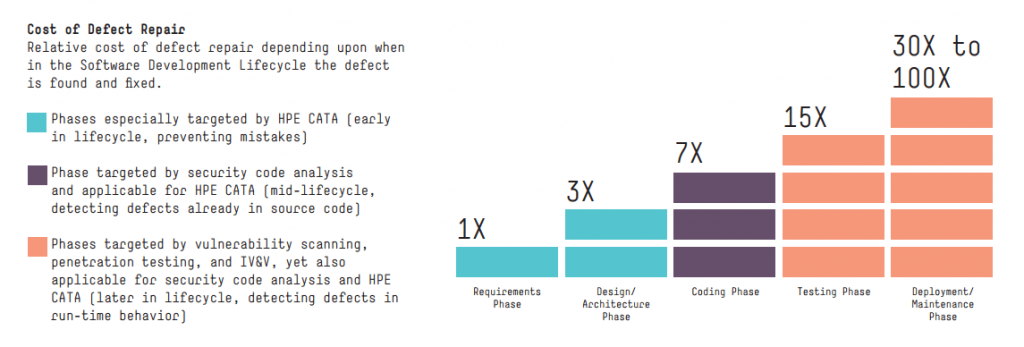 Cost of Defect Repair
Relative cost of defect repair depending upon when
in the Software Development Lifecycle the defect
is found and fixed.
Phases especially targeted by HPE CATA (early
in lifecycle, preventing mistakes)
Phase targeted by security code analysis
and applicable for HPE CATA (mid-lifecycle,
detecting defects already in source code)
Phases targeted by vulnerability scanning,
penetration testing, and IV&V, yet also
applicable for security code analysis and HPE
CATA (later in lifecycle, detecting defects in
run-time behavior)
1X
3X
7X
15X
30X to
100X
Requirements
Phase
Design/
Architecture
Phase
Coding Phase
Testing Phase
Deployment/
Maintenance
Phase